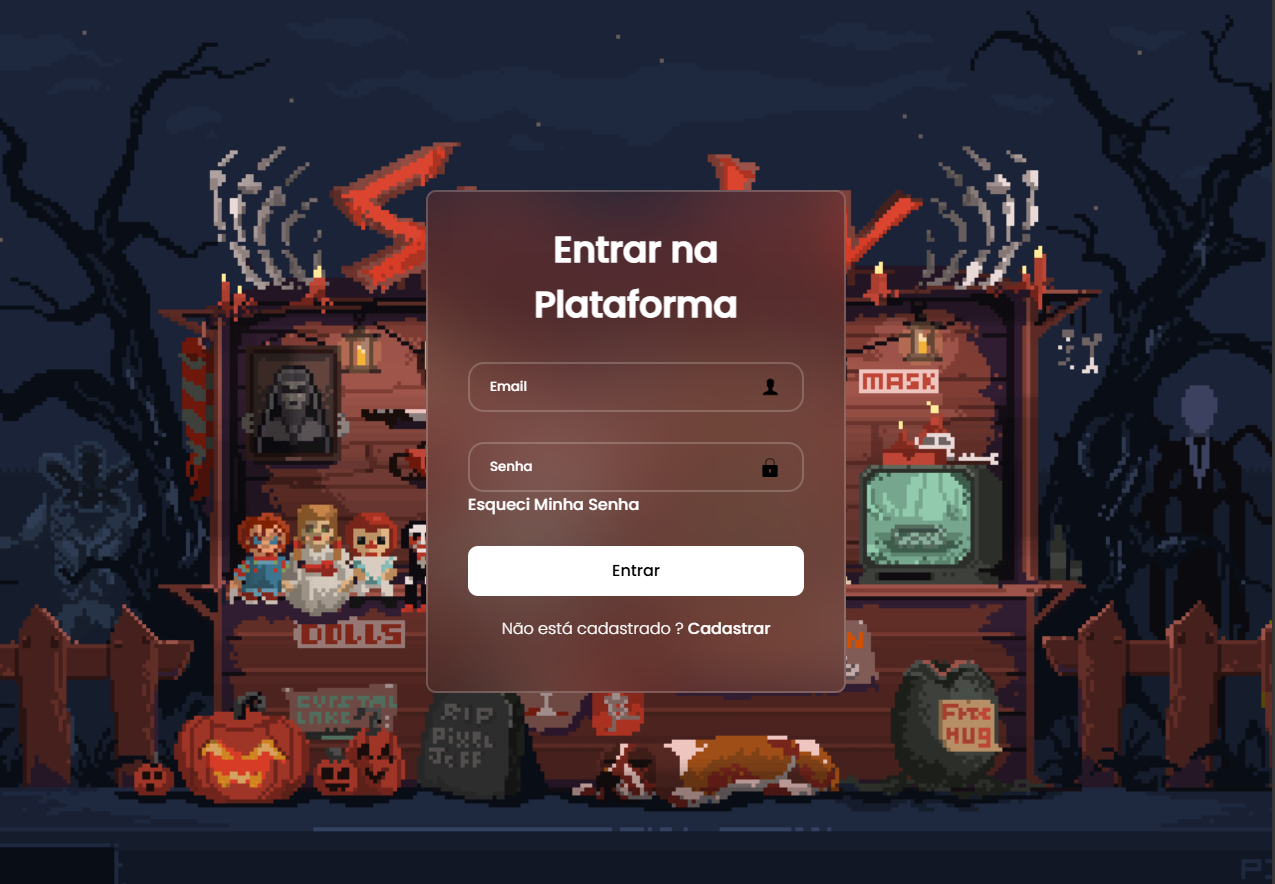 Entrar na
Plataforma
MASK
Email
Senha
Esqueci Minha Senha
Entrar
Não está cadastrado ? Cadastrar
DOLLS
CYRSTAL
LAKE
RIP
PIXEL
JEFF
FREE
HUG